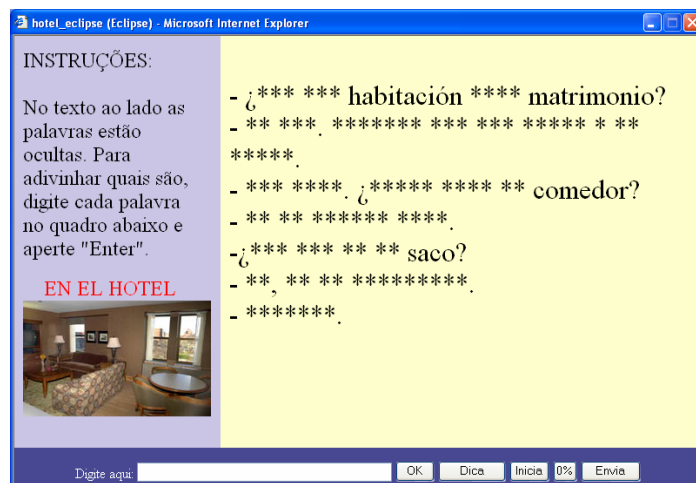 hotel_eclipse (Eclipse) - Microsoft Internet Explorer
INSTRUÇÕES:
No texto ao lado as
palavras estão
ocultas. Para
adivinhar quais são,
digite cada palavra
no quadro abaixo e
aperte "Enter".
EN EL HOTEL
- ¿*** *** habitación **** matrimonio?
- ** ***. ******* *** *** ***** * **
*****.
- *** ****. ¿***** **** ** comedor?
- ** ** ****** ****.
-¿*** *** ** ** saco?
- **, ** ** *********.
- *******.
Digite aqui: OK Dica Inicia 0% Envia